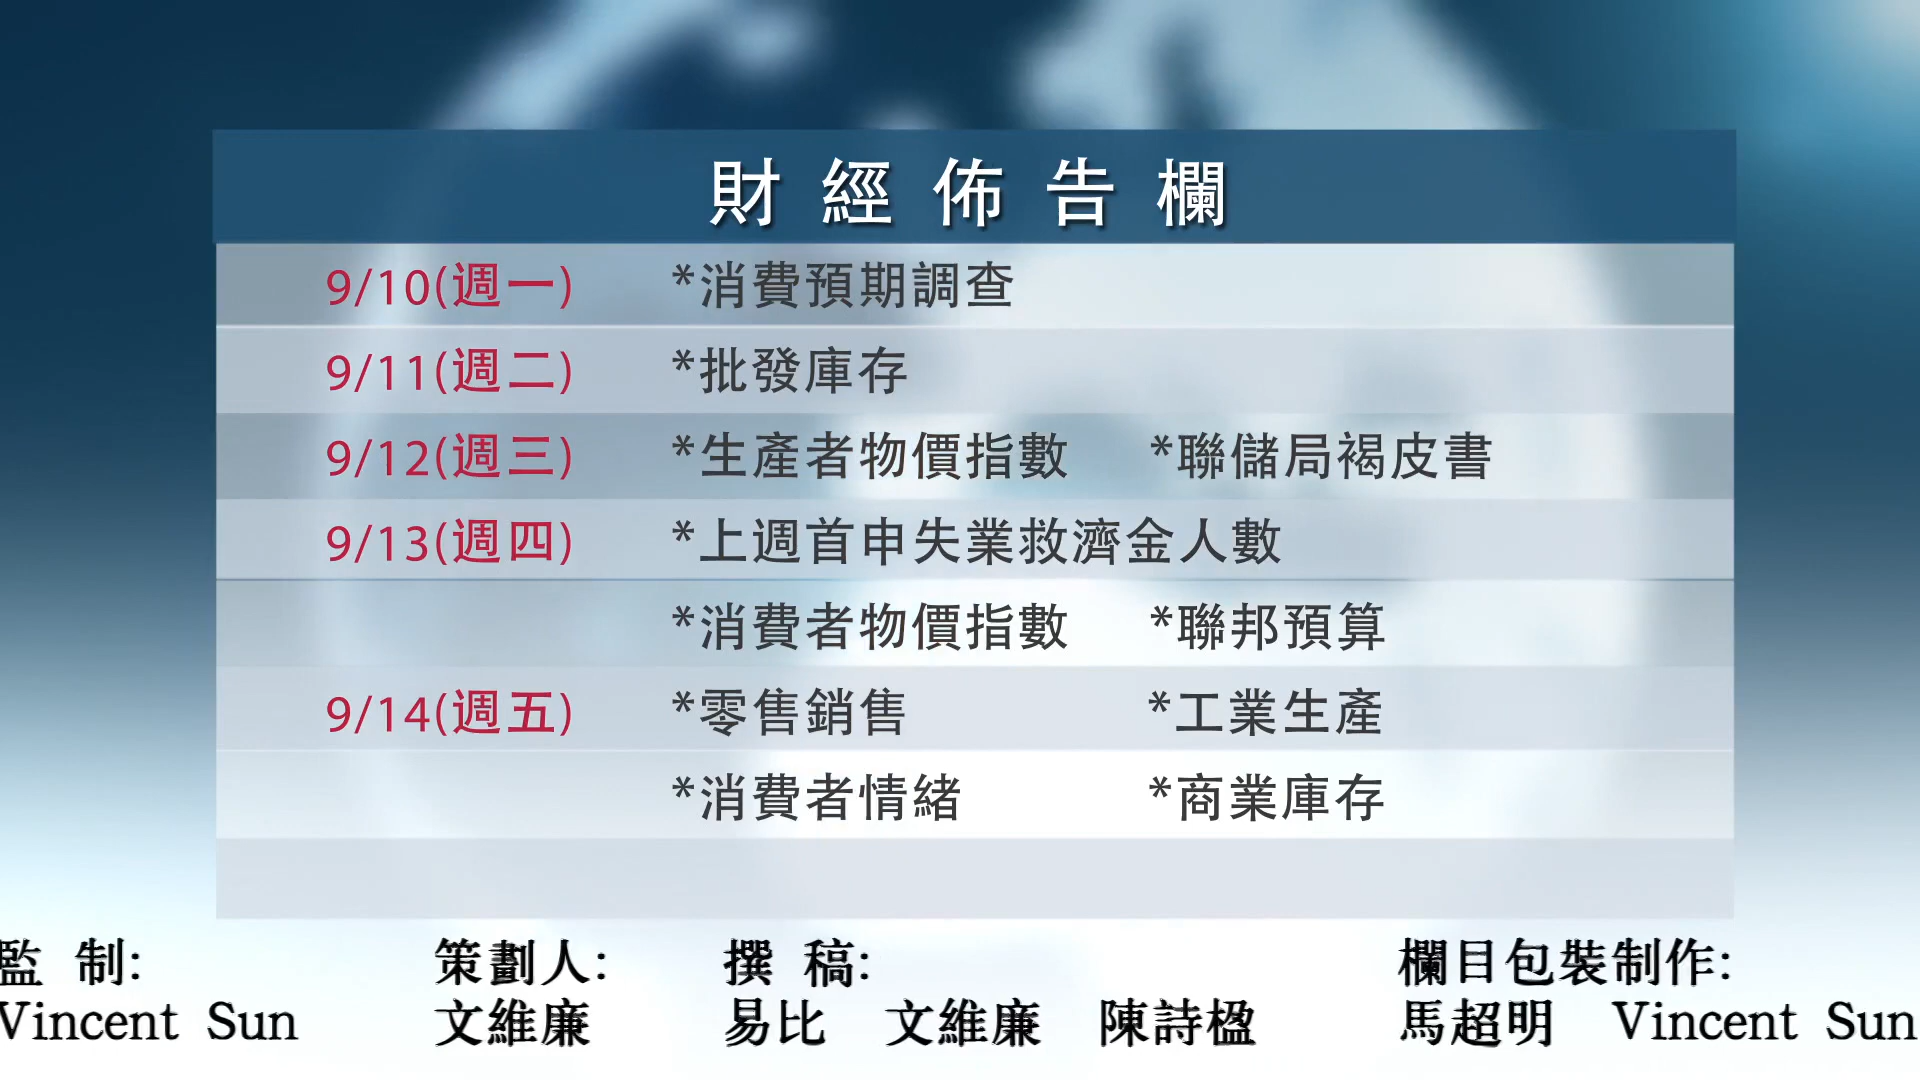 財經佈告欄
9/10(週一) *消費預期調查
9/11(週二) *批發庫存
9/12(週三) *生產者物價指數 *聯儲局褐皮書
9/13(週四) *上週首申失業救濟金人數
*消費者物價指數 *聯邦預算
9/14(週五) *零售銷售 *工業生產
*消費者情緒 *商業庫存
監 制: 策劃人: 撰 稿: 欄目包裝制作:
Vincent Sun 文維廉 易比 文維廉 陳詩楹 馬超明 Vincent Sun